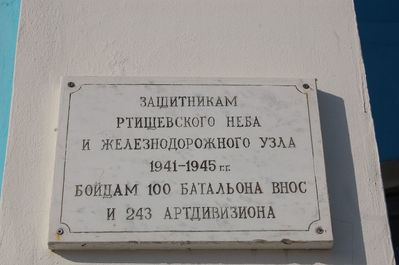 ЗАЩИТНИКАМ
РТИЩЕВСКОГО НЕБА
И ЖЕЛЕЗНОДОРОЖНОГО УЗЛА
1941-1945 г.г.
БОЙЦАМ 100 БАТАЛЬОНА ВНОС
И 243 АРТДИВИЗИОНА